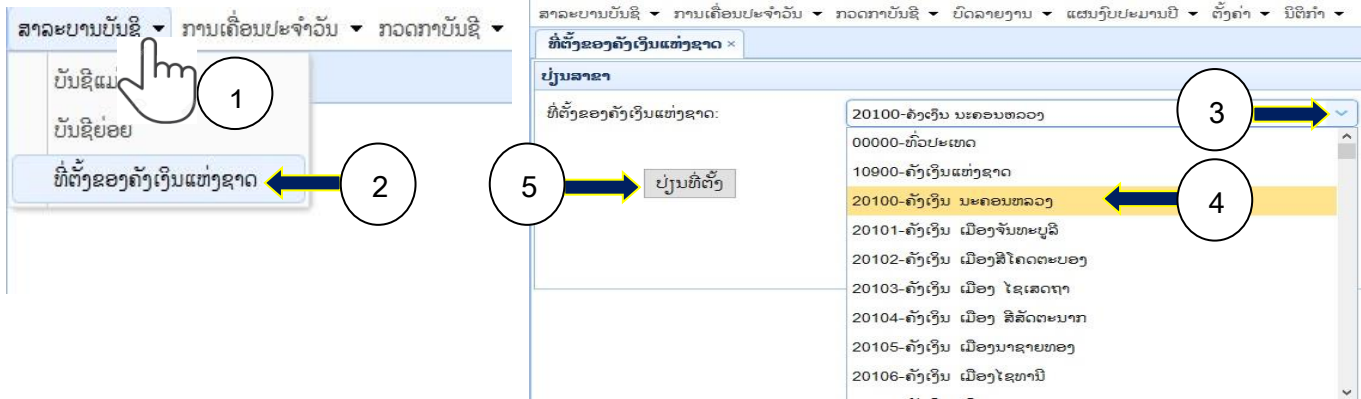 ສາລະບານບັນຊີ ການເຄື່ອນປະຈຳວັນ ກວດກາບັນຊີ
ບັນຊີແມ່
1
ບັນຊີຍ່ອຍ
ທີ່ຕັ້ງຂອງຄັງເງິນແຫ່ງຊາດ
2
ສາລະບານບັນຊິ ການເຄື່ອນປະຈຳວັນ ກວດກາບັນຊີ ບົດລາຍງານ ແຜນງົບປະມານປີ ຕັ້ງຄ່າ ນິຕິກຳ
ທີ່ຕັ້ງຂອງຄັງເງິນແຫ່ງຊາດ ×
ປ່ຽນສາຂາ
ທີ່ຕັ້ງຂອງຄັງເງິນແຫ່ງຊາດ:
20100-ຄັງເງິນ ນະຄອນຫລວງ
3
00000-ທົ່ວປະເທດ
10900-ຄັງເງິນແຫ່ງຊາດ
5
ປ່ຽນທີ່ຕັ້ງ
20100-ຄັງເງິນ ນະຄອນຫລວງ
4
20101-ຄັງເງິນ ເມືອງຈັນທະບູລີ
20102-ຄັງເງິນ ເມືອງສີໂຄດຕະບອງ
20103-ຄັງເງິນ ເມືອງ ໄຊເສດຖາ
20104-ຄັງເງິນ ເມືອງ ສີສັດຕະນາກ
20105-ຄັງເງິນ ເມືອງນາຊາຍທອງ
20106-ຄັງເງິນ ເມືອງໄຊທານີ